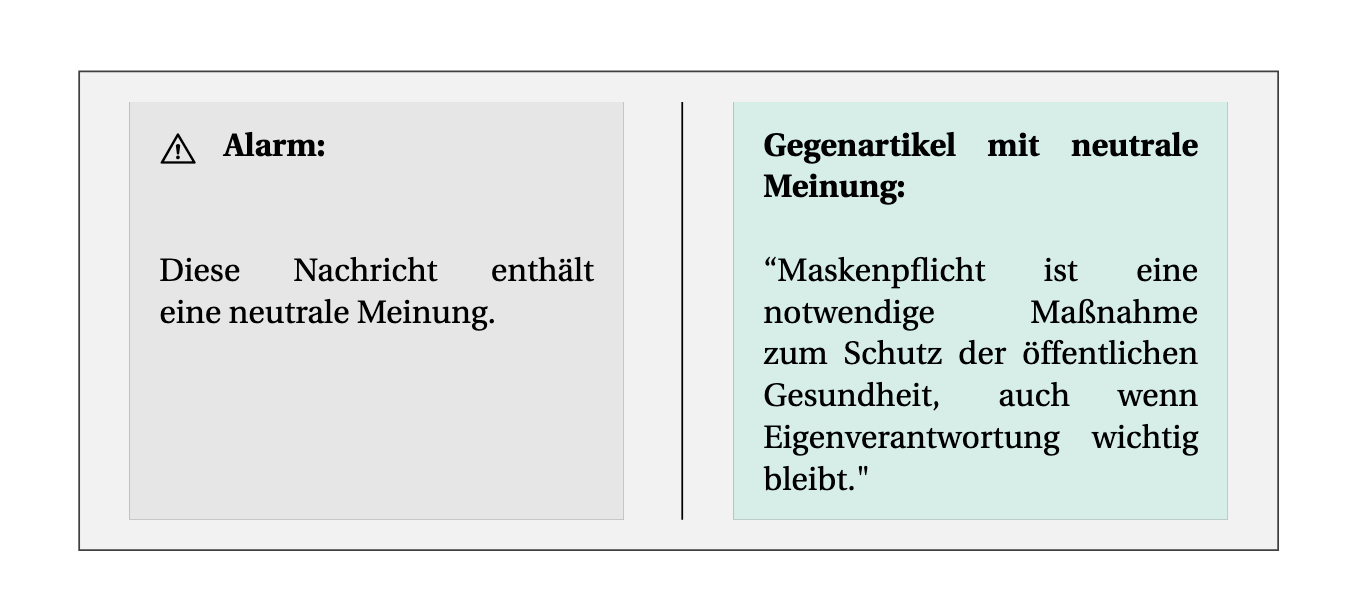 Alarm:
Diese Nachricht enthält
eine neutrale Meinung.
Gegenartikel mit neutrale
Meinung:
“Maskenpflicht ist eine
notwendige Maßnahme
zum Schutz der öffentlichen
Gesundheit, auch wenn
Eigenverantwortung wichtig
bleibt."